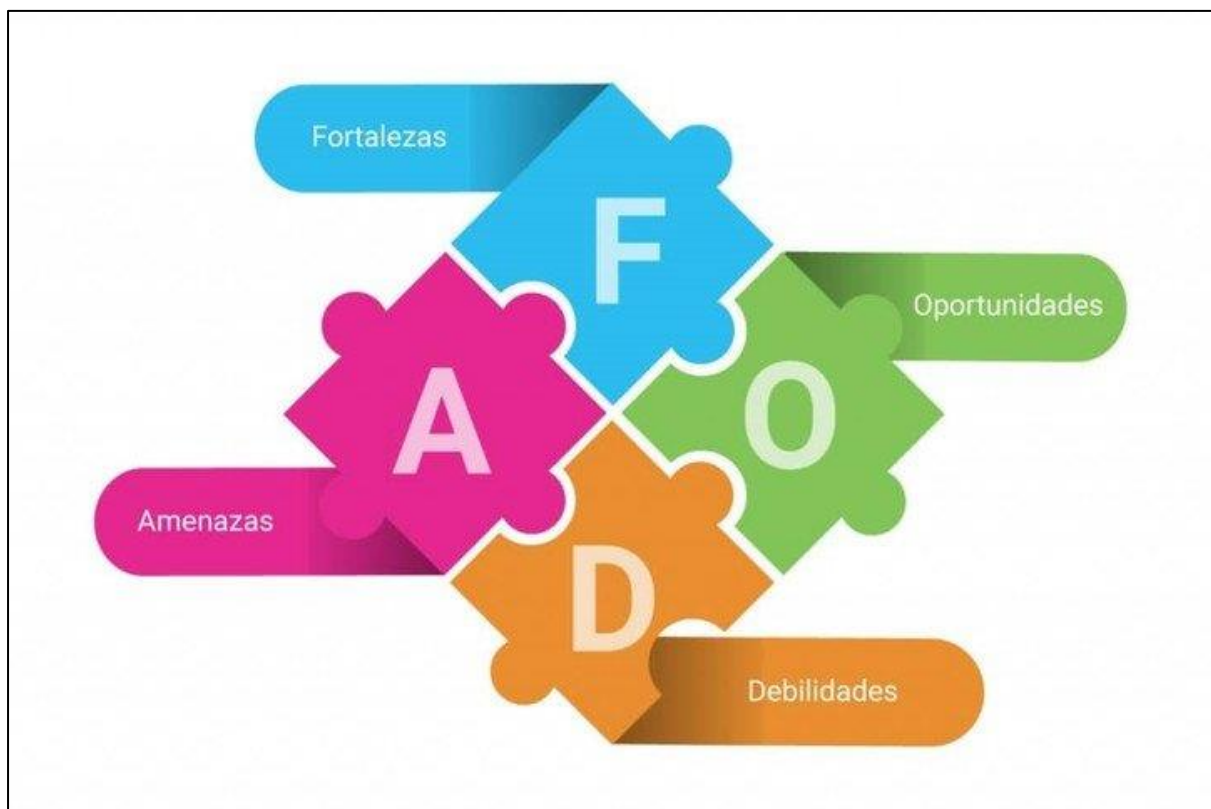 Fortalezas
F
Oportunidades
A
O
Amenazas
D
Debilidades